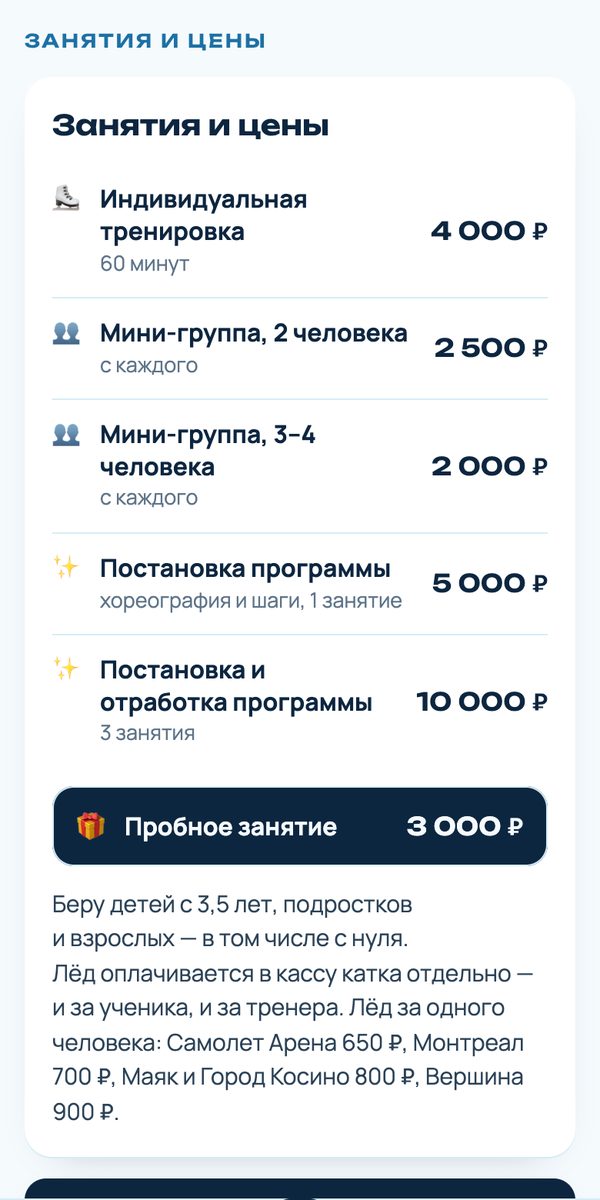 ЗАНЯТИЯ И ЦЕНЫ
Занятия и цены
Индивидуальная
тренировка
4 000 ₽
60 минут
Мини-группа, 2 человека
2 500 ₽
с каждого
Мини-группа, 3–4
человека
2 000 ₽
с каждого
Постановка программы
5 000 ₽
хореография и шаги, 1 занятие
Постановка и
отработка программы
10 000 ₽
3 занятия
Пробное занятие
3 000 ₽
Беру детей с 3,5 лет, подростков
и взрослых — в том числе с нуля.
Лёд оплачивается в кассу катка отдельно —
и за ученика, и за тренера. Лёд за одного
человека: Самолет Арена 650 ₽, Монтреал
700 ₽, Маяк и Город Косино 800 ₽, Вершина
900 ₽.